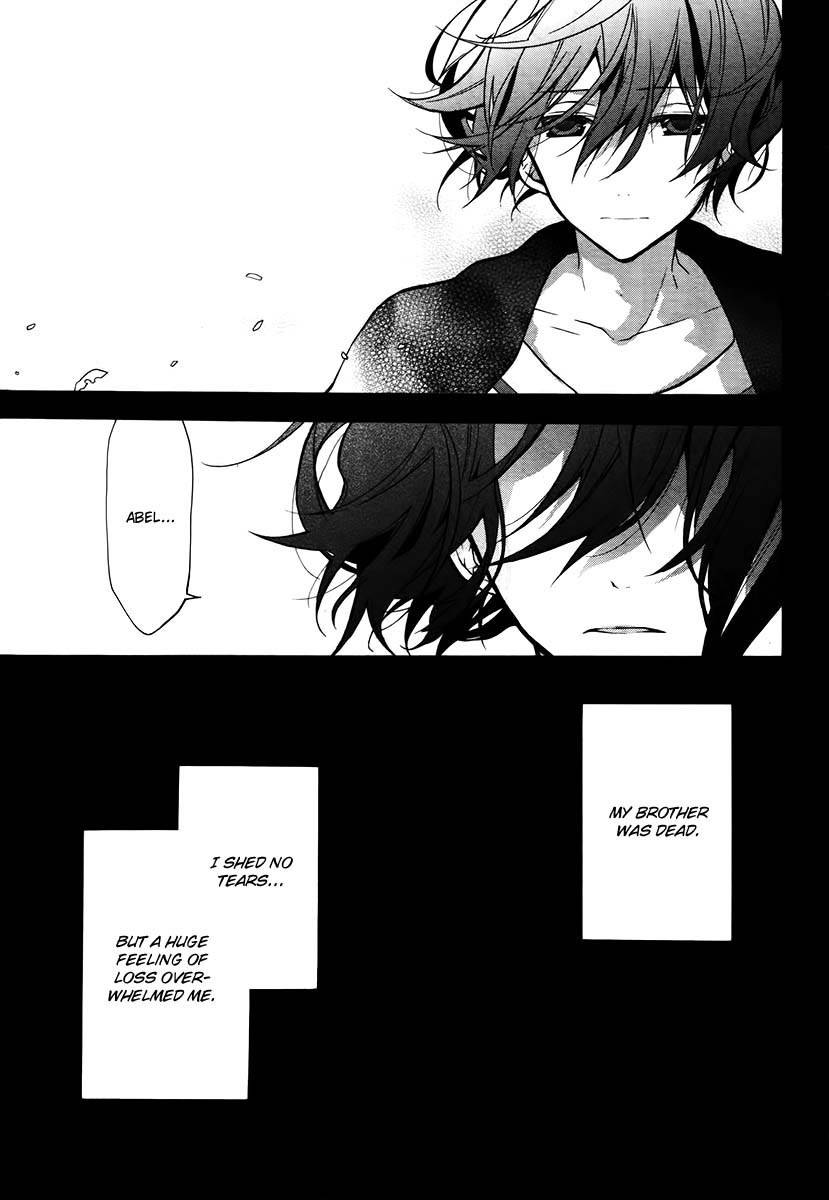 ABEL...
MY BROTHER
WAS DEAD.
I SHED NO
TEARS...
BUT A HUGE
FEELING OF
LOSS OVER-
WHELMED ME.